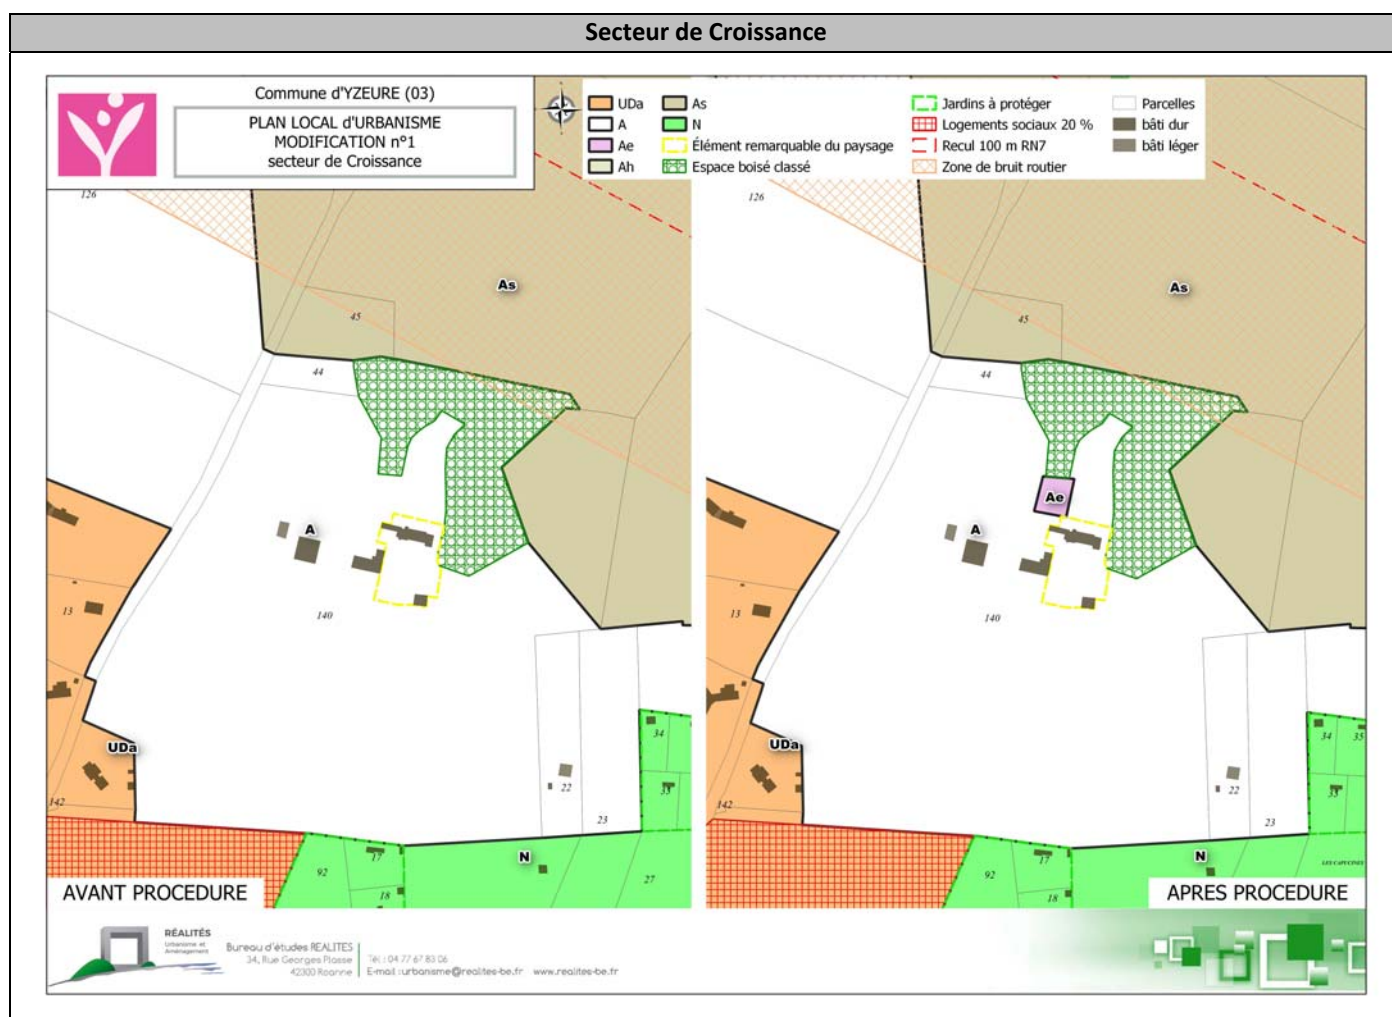 Secteur de Croissance
Commune d'YZEURE (03)
PLAN LOCAL d'URBANISME
MODIFICATION n°1
secteur de Croissance
UDa
A
Ae
Ah
As
N
Élément remarquable du paysage
Espace boisé classé
Jardins à protéger
Logements sociaux 20 %
Recul 100 m RN7
Zone de bruit routier
Parcelles
bâti dur
bâti léger
126
As
45
44
A
140
13
UDa
142
34
33
22
23
17
92
18
N
27
AVANT PROCEDURE
126
As
45
44
Ae
A
140
13
UDa
142
34
35
33
22
23
17
92
18
N
LES CAPUCINES
APRES PROCEDURE
RÉALITÉS
Urbanisme et
Aménagement
Bureau d'études REALITES
34, Rue Georges Plasse
42300 Roanne
Tél. : 04 77 67 83 06
E-mail : urbanisme@realites-be.fr www.realites-be.fr